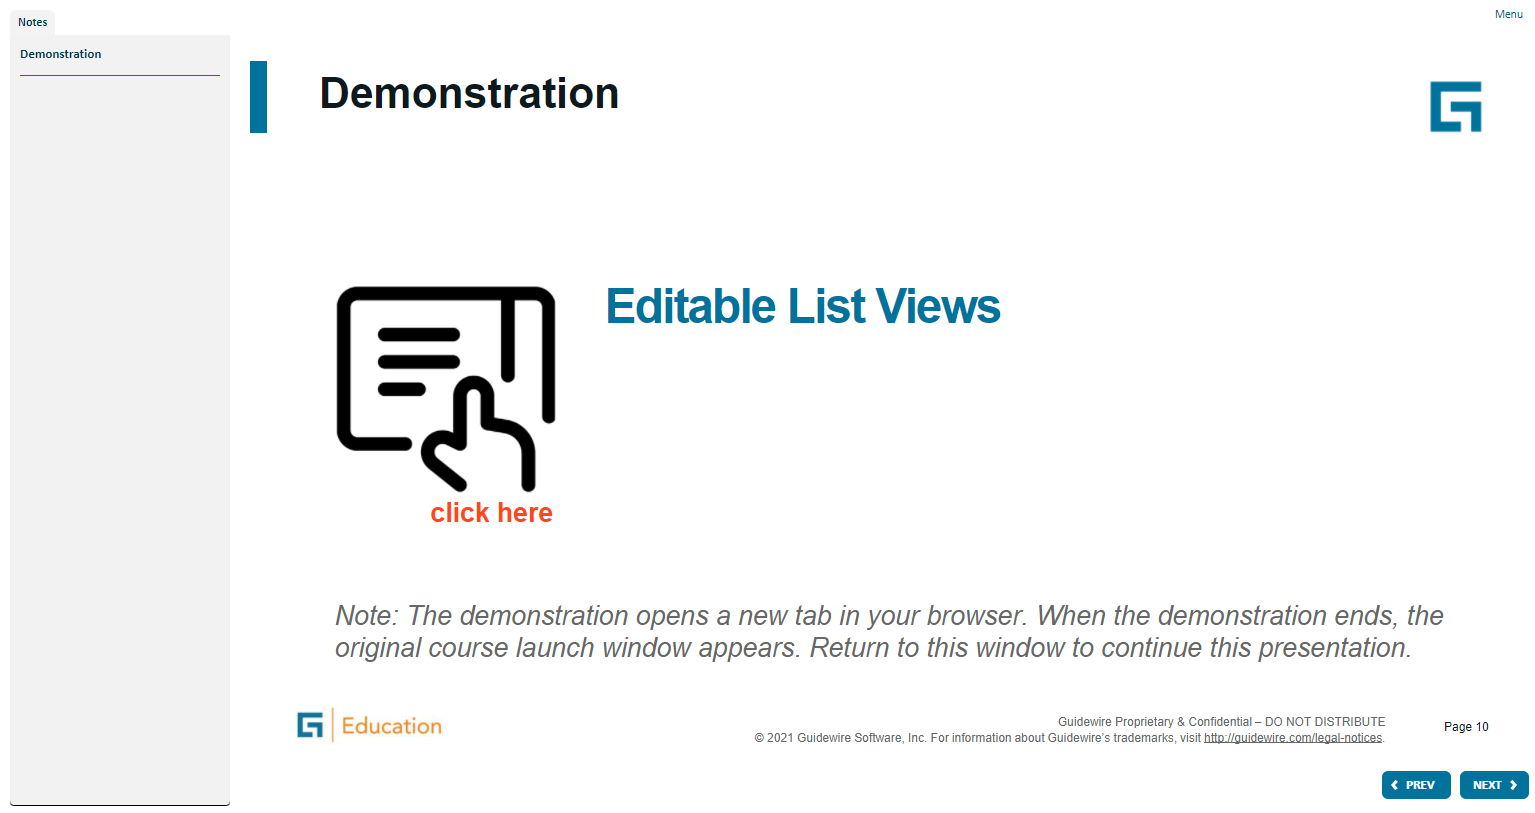 Notes
Menu
Demonstration
Demonstration
Editable List Views
click here
Note: The demonstration opens a new tab in your browser. When the demonstration ends, the
original course launch window appears. Return to this window to continue this presentation.
Education
Guidewire Proprietary & Confidential – DO NOT DISTRIBUTE
© 2021 Guidewire Software, Inc. For information about Guidewire's trademarks, visit http://guidewire.com/legal-notices.
Page 10
PREV
NEXT